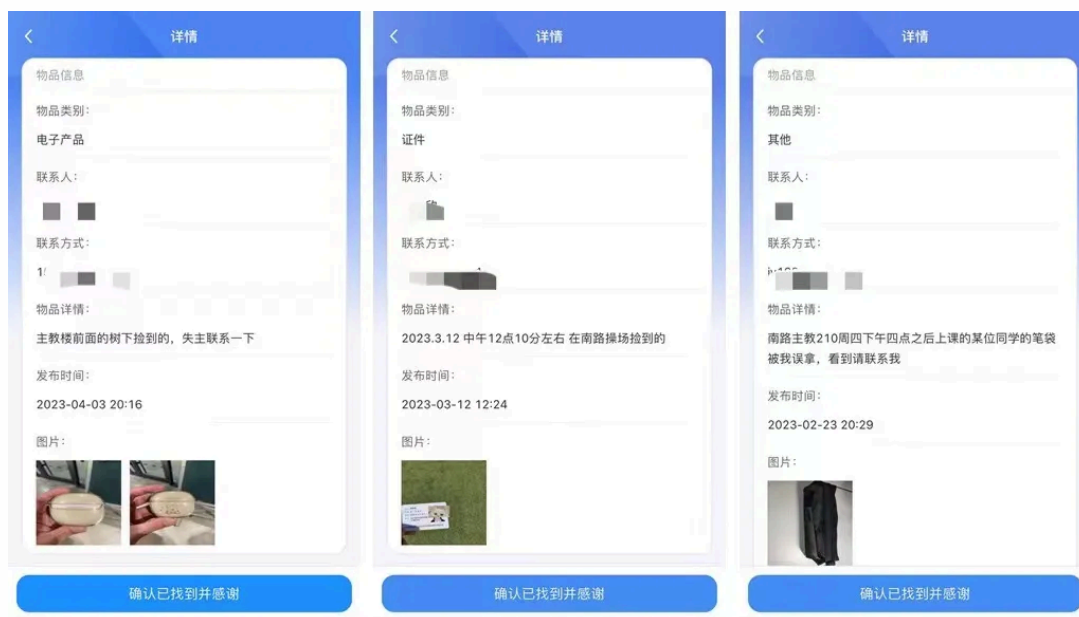 详情
物品信息
物品类别：
电子产品
联系人：
联系方式：
物品详情：
主教楼前面的树下捡到的，失主联系一下
发布时间：
2023-04-03 20:16
图片：
确认已找到并感谢
详情
物品信息
物品类别：
证件
联系人：
联系方式：
物品详情：
2023.3.12 中午12点10分左右 在南路操场捡到的
发布时间：
2023-03-12 12:24
图片：
确认已找到并感谢
详情
物品信息
物品类别：
其他
联系人：
联系方式：
物品详情：
南路主教210周四下午四点之后上课的某位同学的笔袋
被我误拿，看到请联系我
发布时间：
2023-02-23 20:29
图片：
确认已找到并感谢